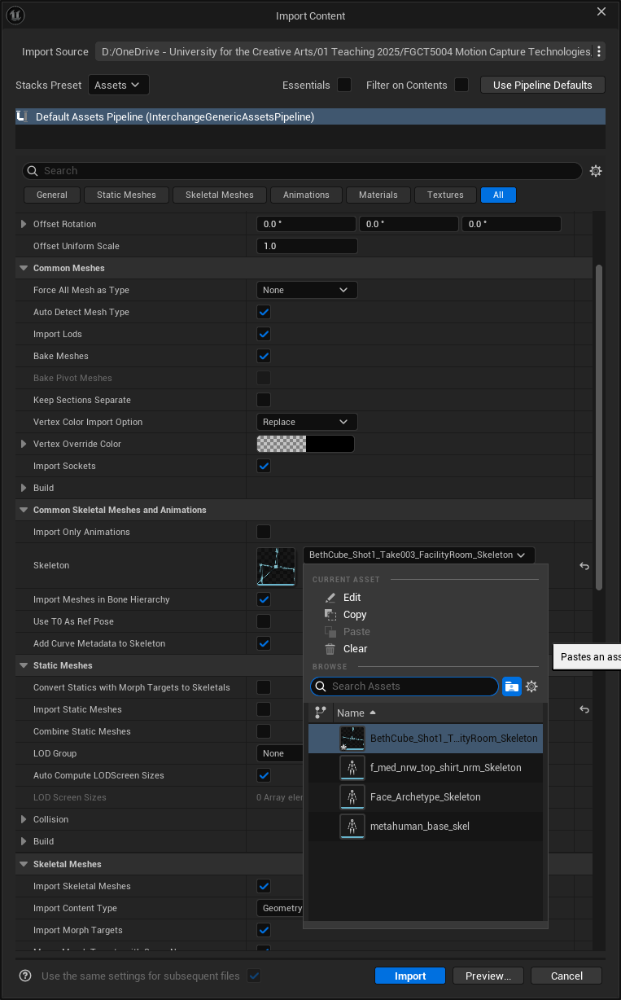 Import Content
Import Source D:/OneDrive - University for the Creative Arts/01 Teaching 2025/FGCT5004 Motion Capture Technologies
Stacks Preset Assets Essentials Filter on Contents Use Pipeline Defaults
Default Assets Pipeline (InterchangeGenericAssetsPipeline)
Search
General Static Meshes Skeletal Meshes Animations Materials Textures All
Offset Rotation 0.0 ° 0.0 ° 0.0 °
Offset Uniform Scale 1.0
Common Meshes
Force All Mesh as Type None
Auto Detect Mesh Type
Import Lods
Bake Meshes
Bake Pivot Meshes
Keep Sections Separate
Vertex Color Import Option Replace
Vertex Override Color
Import Sockets
Build
Common Skeletal Meshes and Animations
Import Only Animations
Skeleton BethCube_Shot1_Take003_FacilityRoom_Skeleton
CURRENT ASSET
Edit
Copy
Paste
Clear
BROWSE
Search Assets
Name
BethCube_Shot1_T...ityRoom_Skeleton
f_med_nrw_top_shirt_nrm_Skeleton
Face_Archetype_Skeleton
metahuman_base_skel
Pastes an ass
Import Meshes in Bone Hierarchy
Use T0 As Ref Pose
Add Curve Metadata to Skeleton
Static Meshes
Convert Statics with Morph Targets to Skeletals
Import Static Meshes
Combine Static Meshes
LOD Group None
Auto Compute LODScreen Sizes
LOD Screen Sizes 0 Array elem
Collision
Build
Skeletal Meshes
Import Skeletal Meshes
Import Content Type Geometry
Import Morph Targets
Use the same settings for subsequent files Import Preview... Cancel